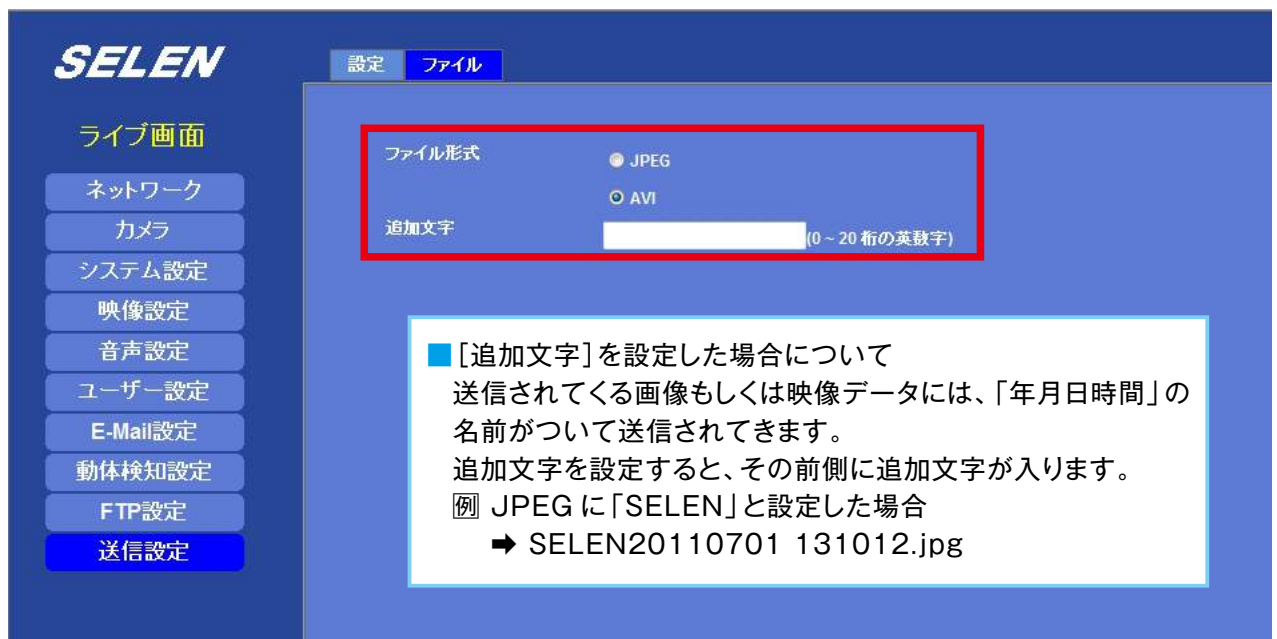 SELEN
設定 ファイル
ライブ画面
ネットワーク
カメラ
システム設定
映像設定
音声設定
ユーザー設定
E-Mail設定
動体検知設定
FTP設定
送信設定
ファイル形式
JPEG
AVI
追加文字 (0 ~ 20 桁の英数字)
■[追加文字]を設定した場合について
送信されてくる画像もしくは映像データには、「年月日時間」の
名前がついて送信されてきます。
追加文字を設定すると、その前側に追加文字が入ります。
例 JPEG に「SELEN」と設定した場合
➡ SELEN20110701 131012.jpg